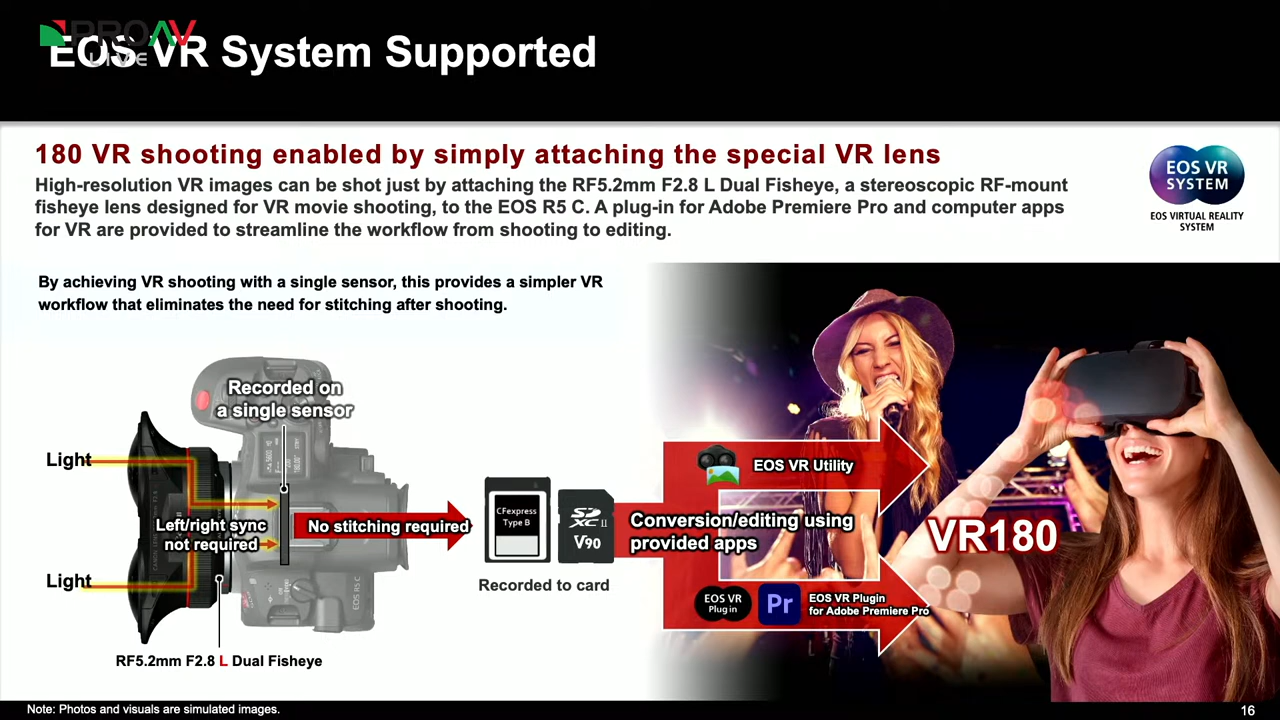 PROAV
LIVE
EOS VR System Supported
180 VR shooting enabled by simply attaching the special VR lens
High-resolution VR images can be shot just by attaching the RF5.2mm F2.8 L Dual Fisheye, a stereoscopic RF-mount
fisheye lens designed for VR movie shooting, to the EOS R5 C. A plug-in for Adobe Premiere Pro and computer apps
for VR are provided to streamline the workflow from shooting to editing.
EOS VR
SYSTEM
EOS VIRTUAL REALITY
SYSTEM
By achieving VR shooting with a single sensor, this provides a simpler VR
workflow that eliminates the need for stitching after shooting.
Recorded on
a single sensor
Light
Left/right sync
not required
No stitching required
Light
EOS R5 C
RF5.2mm F2.8 L Dual Fisheye
CFexpress
Type B
SDXC II
V90
Recorded to card
EOS VR Utility
Conversion/editing using
provided apps
EOS VR
Plug in
Pr
EOS VR Plugin
for Adobe Premiere Pro
VR180
Note: Photos and visuals are simulated images.
16